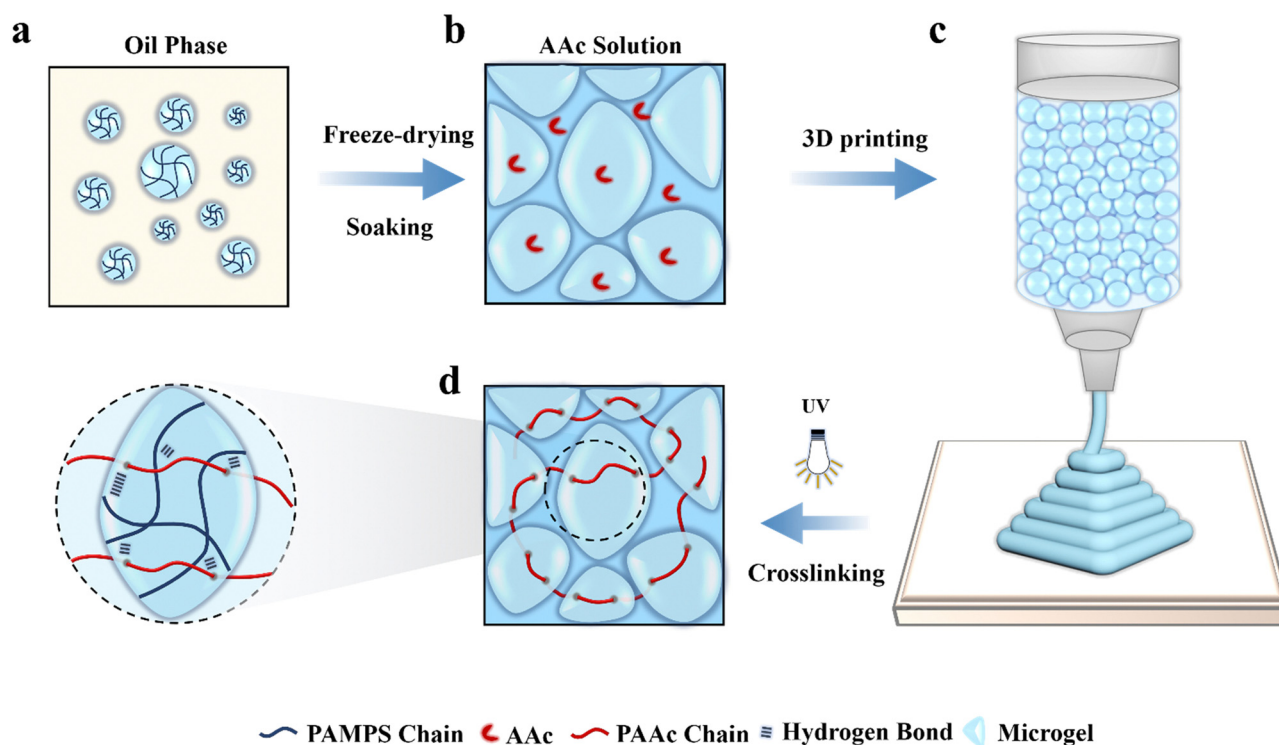 a
Oil Phase
Freeze-drying
Soaking
b
AAc Solution
3D printing
c
d
UV
Crosslinking
PAMPS Chain
AAc
PAAc Chain
Hydrogen Bond
Microgel